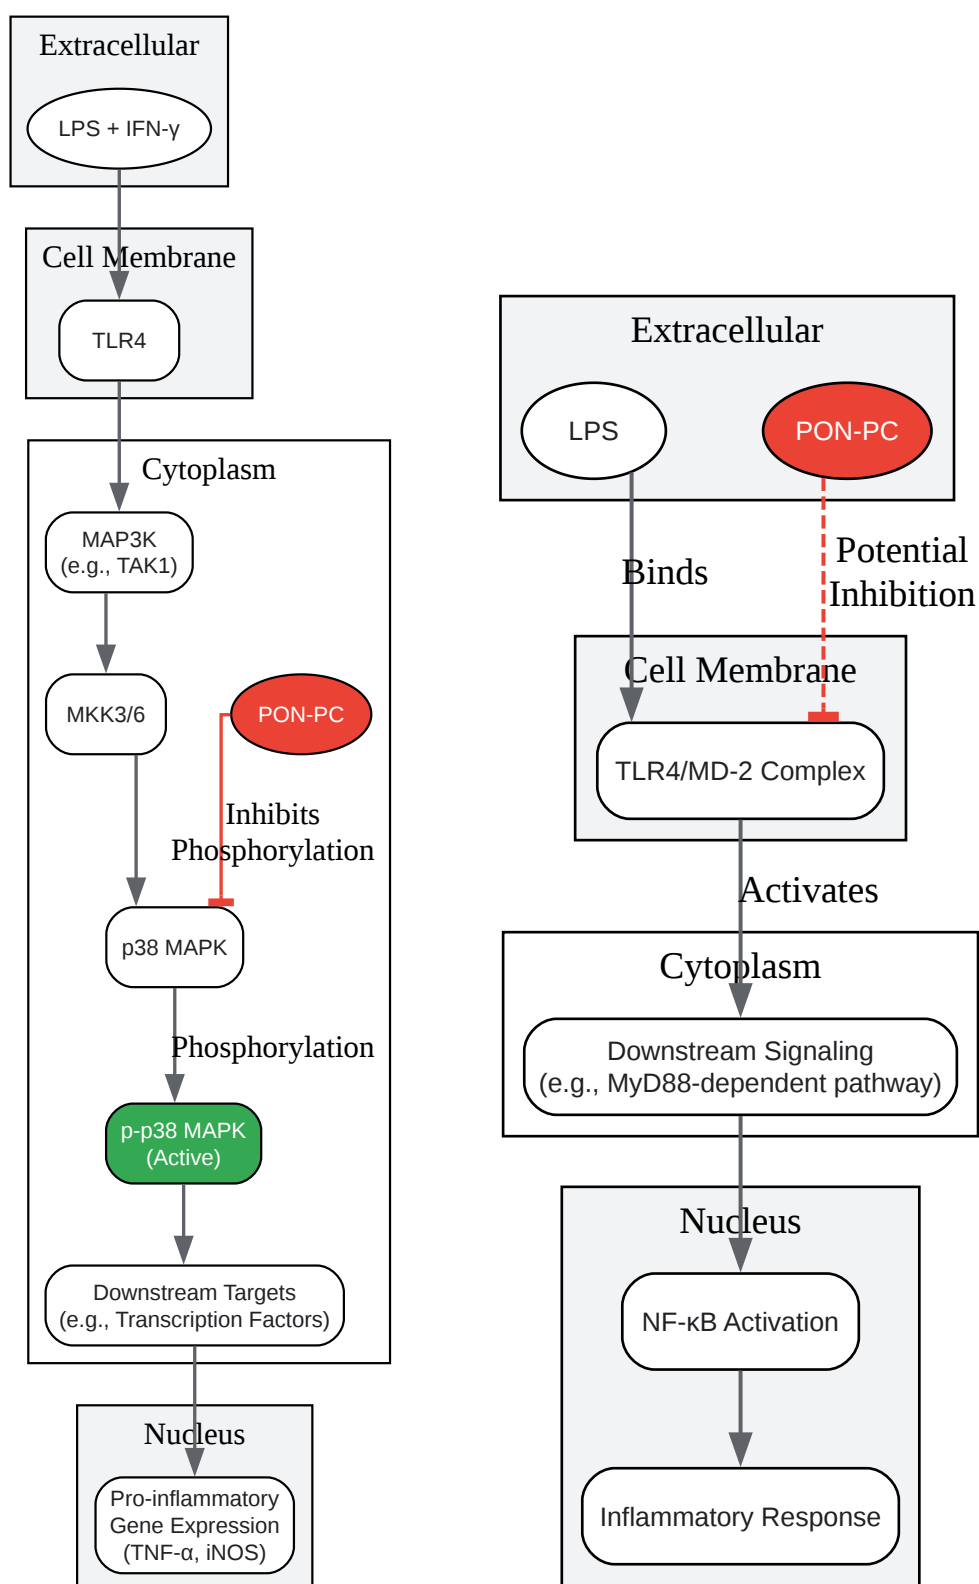 Extracellular
LPS + IFN-γ
Cell Membrane
TLR4
Cytoplasm
MAP3K
(e.g., TAK1)
MKK3/6
PON-PC
Inhibits
Phosphorylation
p38 MAPK
Phosphorylation
p-p38 MAPK
(Active)
Downstream Targets
(e.g., Transcription Factors)
Nucleus
Pro-inflammatory
Gene Expression
(TNF-α, iNOS)
Extracellular
LPS
PON-PC
Binds
Potential
Inhibition
Cell Membrane
TLR4/MD-2 Complex
Activates
Cytoplasm
Downstream Signaling
(e.g., MyD88-dependent pathway)
Nucleus
NF-κB Activation
Inflammatory Response